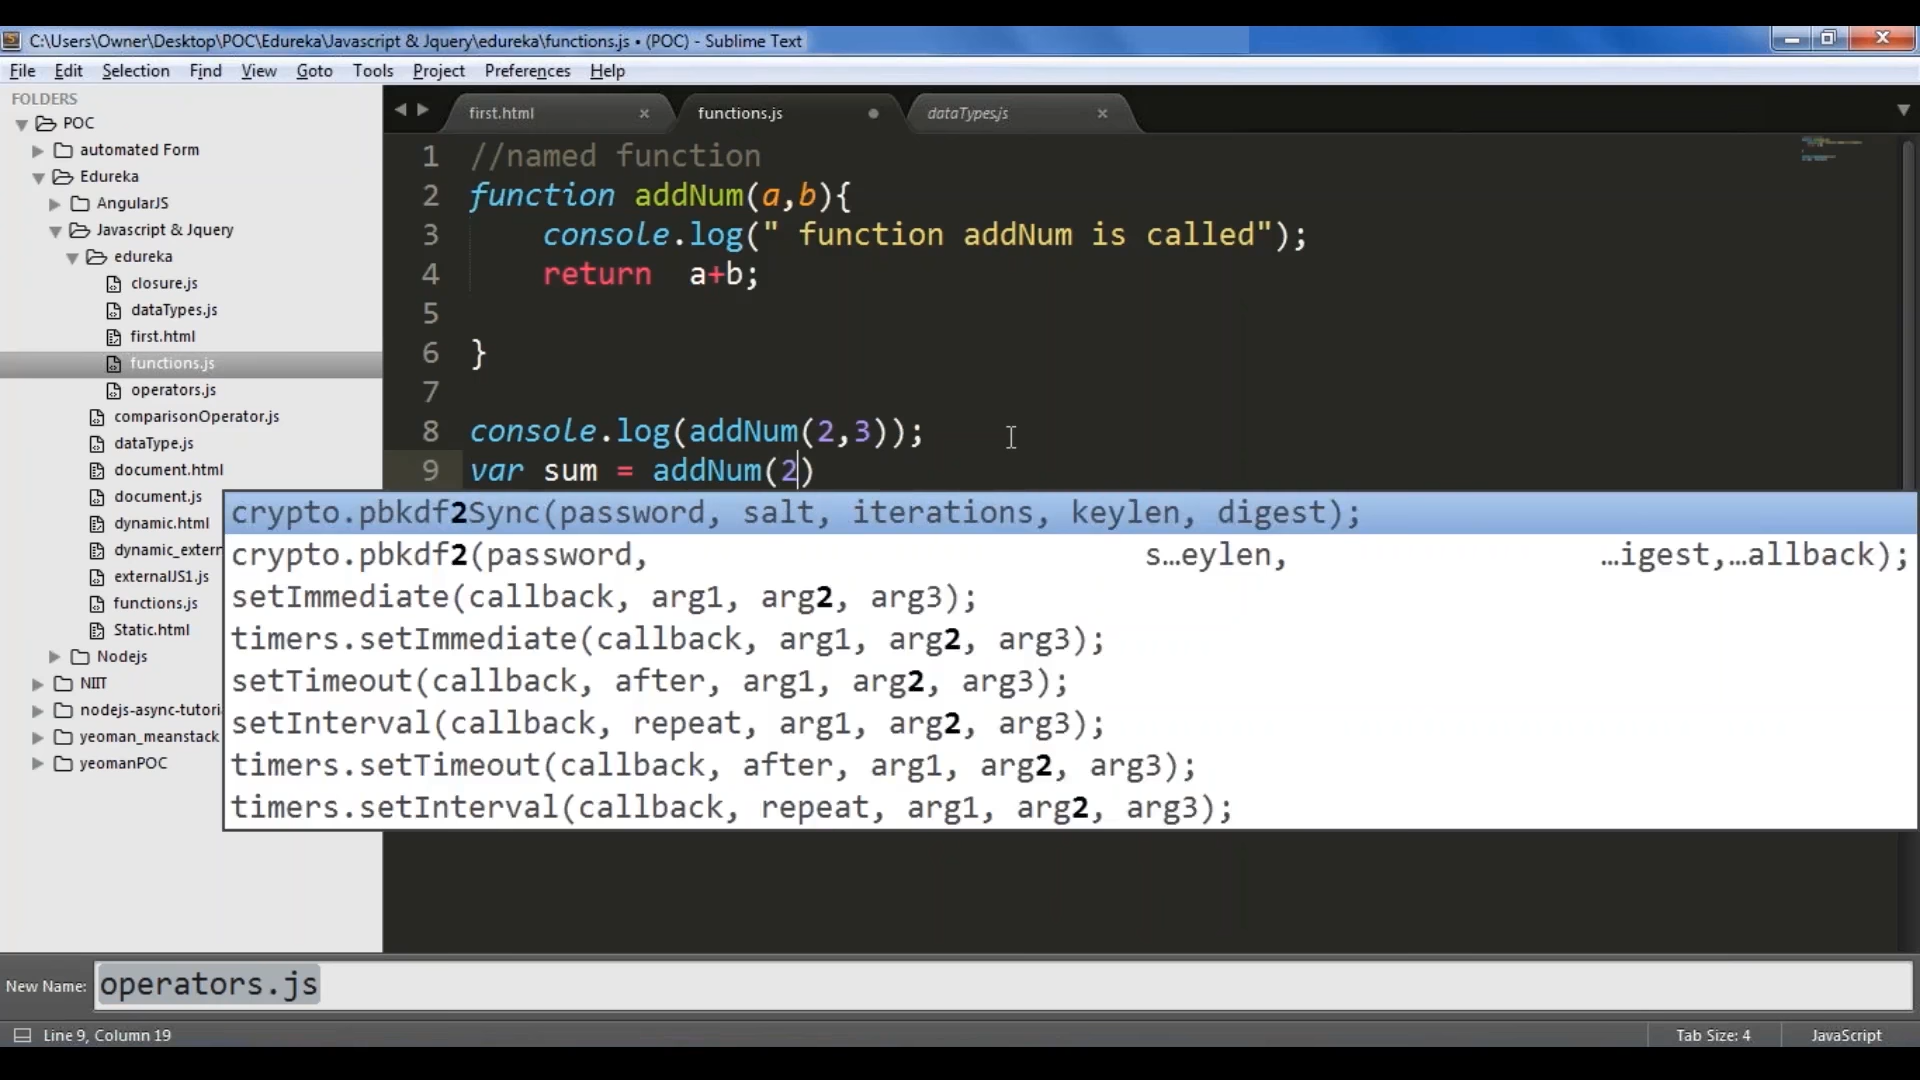 C:\Users\Owner\Desktop\POC\Edureka\Javascript & Jquery\edureka\functions.js • (POC) - Sublime Text
File Edit Selection Find View Goto Tools Project Preferences Help
FOLDERS
POC
automated Form
Edureka
AngularJS
Javascript & Jquery
edureka
closure.js
dataTypes.js
first.html
functions.js
operators.js
comparisonOperator.js
dataType.js
document.html
document.js
dynamic.html
dynamic_extern
externalJS1.js
functions.js
Static.html
Nodejs
NIIT
nodejs-async-tutori
yeoman_meanstack
yeomanPOC
first.html functions.js dataTypes.js
1 //named function
2 function addNum(a,b){
3 console.log(" function addNum is called");
4 return  a+b;
5
6 }
7
8 console.log(addNum(2,3));
9 var sum = addNum(2)
crypto.pbkdf2Sync(password, salt, iterations, keylen, digest);
crypto.pbkdf2(password, s…eylen, …igest,…allback);
setImmediate(callback, arg1, arg2, arg3);
timers.setImmediate(callback, arg1, arg2, arg3);
setTimeout(callback, after, arg1, arg2, arg3);
setInterval(callback, repeat, arg1, arg2, arg3);
timers.setTimeout(callback, after, arg1, arg2, arg3);
timers.setInterval(callback, repeat, arg1, arg2, arg3);
New Name: operators.js
Line 9, Column 19 Tab Size: 4 JavaScript